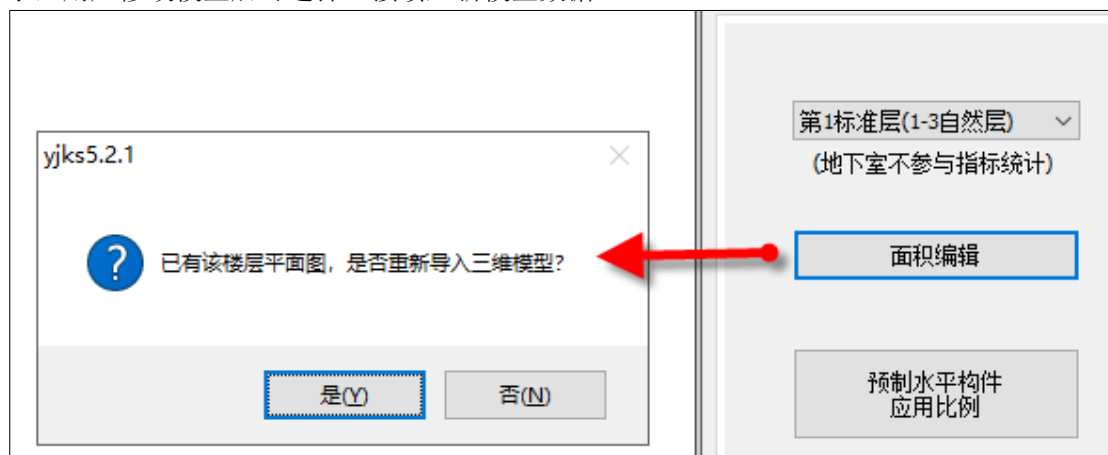 yjks5.2.1
已有该楼层平面图，是否重新导入三维模型?
是(Y)
否(N)
第1标准层(1-3自然层)
(地下室不参与指标统计)
面积编辑
预制水平构件
应用比例